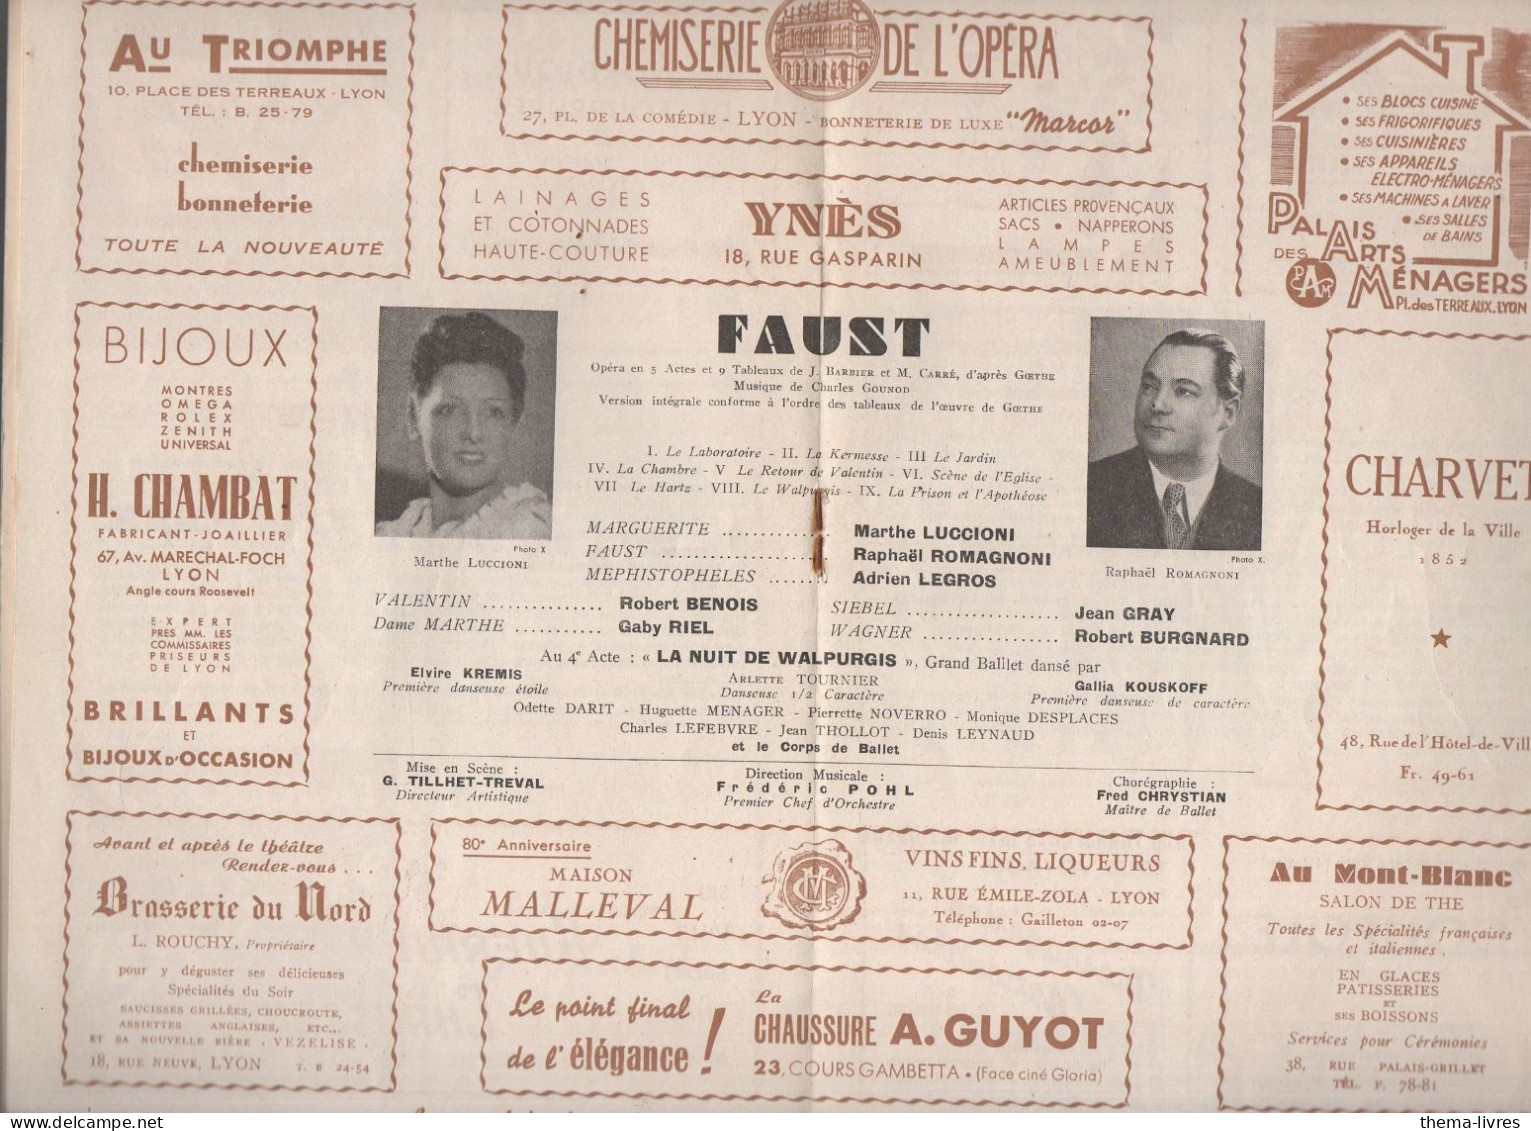 AU TRIOMPHE
10, PLACE DES TERREAUX - LYON
TÉL. : B. 25-79
chemiserie
bonneterie
TOUTE LA NOUVEAUTÉ
CHEMISERIE DE L'OPÉRA
27, PL. DE LA COMÉDIE - LYON - BONNETERIE DE LUXE "Marcor"
LAINAGES
ET COTONNADES
HAUTE-COUTURE
YNÈS
18, RUE GASPARIN
ARTICLES PROVENÇAUX
SACS • NAPPERONS
LAMPES
AMEUBLEMENT
• SES BLOCS CUISINE
• SES FRIGORIFIQUES
• SES CUISINIÈRES
• SES APPAREILS
ELECTRO-MÉNAGERS
• SES MACHINES A LAVER
• SES SALLES
DE BAINS
PALAIS
DES ARTS
MÉNAGERS
PAM
Pl. des TERREAUX. LYON
BIJOUX
MONTRES
OMEGA
ROLEX
ZENITH
UNIVERSAL
H. CHAMBAT
FABRICANT-JOAILLIER
67, Av. MARECHAL-FOCH
LYON
Angle cours Roosevelt
EXPERT
PRES MM. LES
COMMISSAIRES
PRISEURS
DE LYON
BRILLANTS
ET
BIJOUX D'OCCASION
Photo X
Marthe LUCCIONI
FAUST
Opéra en 5 Actes et 9 Tableaux de J. BARBIER et M. CARRÉ, d'après GŒTHE
Musique de Charles GOUNOD
Version intégrale conforme à l'ordre des tableaux de l'œuvre de GŒTHE
I. Le Laboratoire - II. La Kermesse - III Le Jardin
IV. La Chambre - V Le Retour de Valentin - VI. Scène de l'Eglise -
VII Le Hartz - VIII. Le Walpurgis - IX. La Prison et l'Apothéose
MARGUERITE ............. Marthe LUCCIONI
FAUST .................... Raphaël ROMAGNONI
MEPHISTOPHELES ........ Adrien LEGROS
Photo X.
Raphaël ROMAGNONI
VALENTIN ............... Robert BENOIS
Dame MARTHE ........... Gaby RIEL
SIEBEL .................... Jean GRAY
WAGNER ................. Robert BURGNARD
Au 4e Acte : « LA NUIT DE WALPURGIS », Grand Balllet dansé par
Elvire KREMIS
Première danseuse étoile
ARLETTE TOURNIER
Danseuse 1/2 Caractère
Gallia KOUSKOFF
Première danseuse de caractère
Odette DARIT - Huguette MENAGER - Pierrette NOVERRO - Monique DESPLACES
Charles LEFEBVRE - Jean THOLLOT - Denis LEYNAUD
et le Corps de Ballet
Mise en Scène :
G. TILLHET-TREVAL
Directeur Artistique
Direction Musicale :
Frédéric POHL
Premier Chef d'Orchestre
Chorégraphie :
Fred CHRYSTIAN
Maître de Ballet
CHARVET
Horloger de la Ville
1852
48, Rue de l'Hôtel-de-Vill
Fr. 49-61
Avant et après le théâtre
Rendez-vous ...
Brasserie du Nord
L. ROUCHY, Propriétaire
pour y déguster ses délicieuses
Spécialités du Soir
SAUCISSES GRILLÉES, CHOUCROUTE,
ASSIETTES ANGLAISES, ETC...
ET SA NOUVELLE BIÈRE « VEZELISE »
18, RUE NEUVE, LYON T. B 24-54
80e Anniversaire
MAISON
MALLEVAL
VINS FINS, LIQUEURS
11, RUE ÉMILE-ZOLA - LYON
Téléphone : Gailleton 02-07
Le point final
de l'élégance !
La
CHAUSSURE A. GUYOT
23, COURS GAMBETTA • (Face ciné Gloria)
Au Mont-Blanc
SALON DE THE
Toutes les Spécialités françaises
et italiennes
EN GLACES
PATISSERIES
ET
SES BOISSONS
Services pour Cérémonies
38, RUE PALAIS-GRILLET
TÉL. F. 78-81
thema-livres